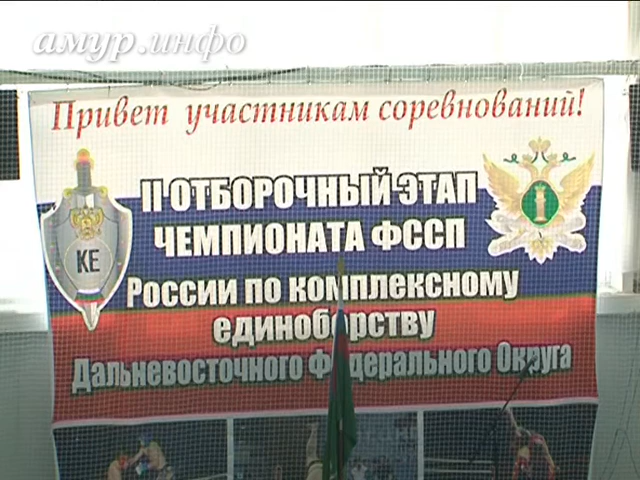 амур.инфо
Привет участникам соревнований!
II ОТБОРОЧНЫЙ ЭТАП
ЧЕМПИОНАТА ФССП
КЕ
России по комплексному
единоборству
Дальневосточного Федерального Округа